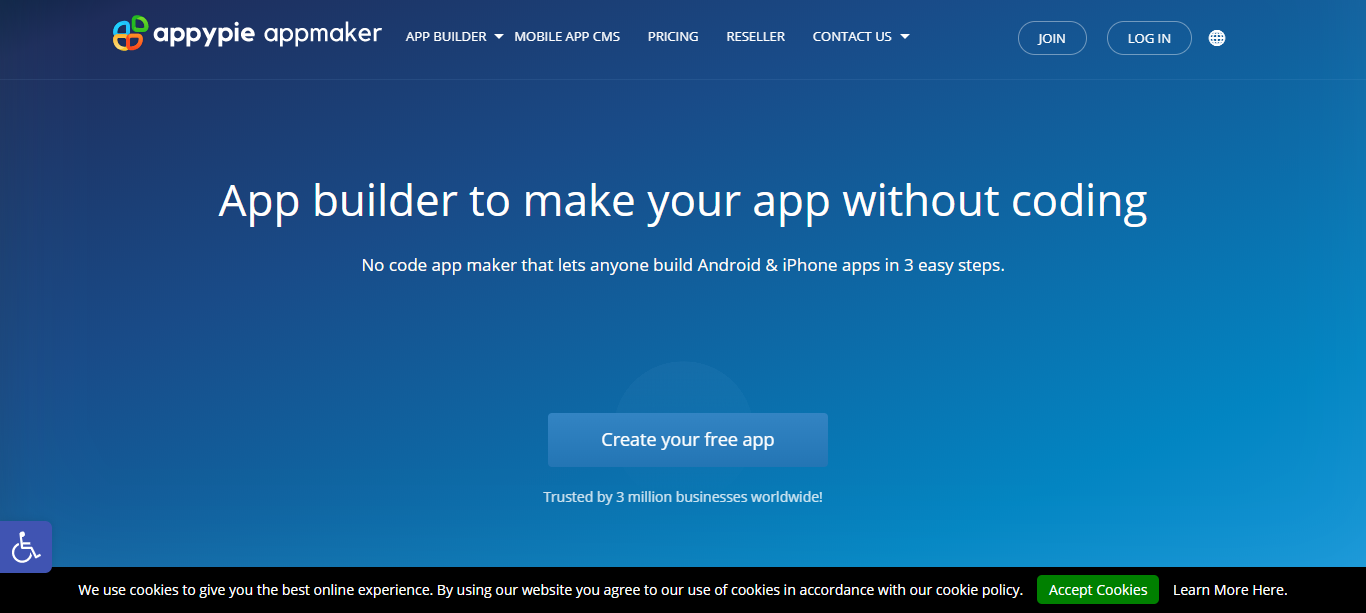 appypie appmaker
APP BUILDER
MOBILE APP CMS
PRICING
RESELLER
CONTACT US
JOIN
LOG IN
App builder to make your app without coding
No code app maker that lets anyone build Android & iPhone apps in 3 easy steps.
Create your free app
Trusted by 3 million businesses worldwide!
We use cookies to give you the best online experience. By using our website you agree to our use of cookies in accordance with our cookie policy.
Accept Cookies
Learn More Here.